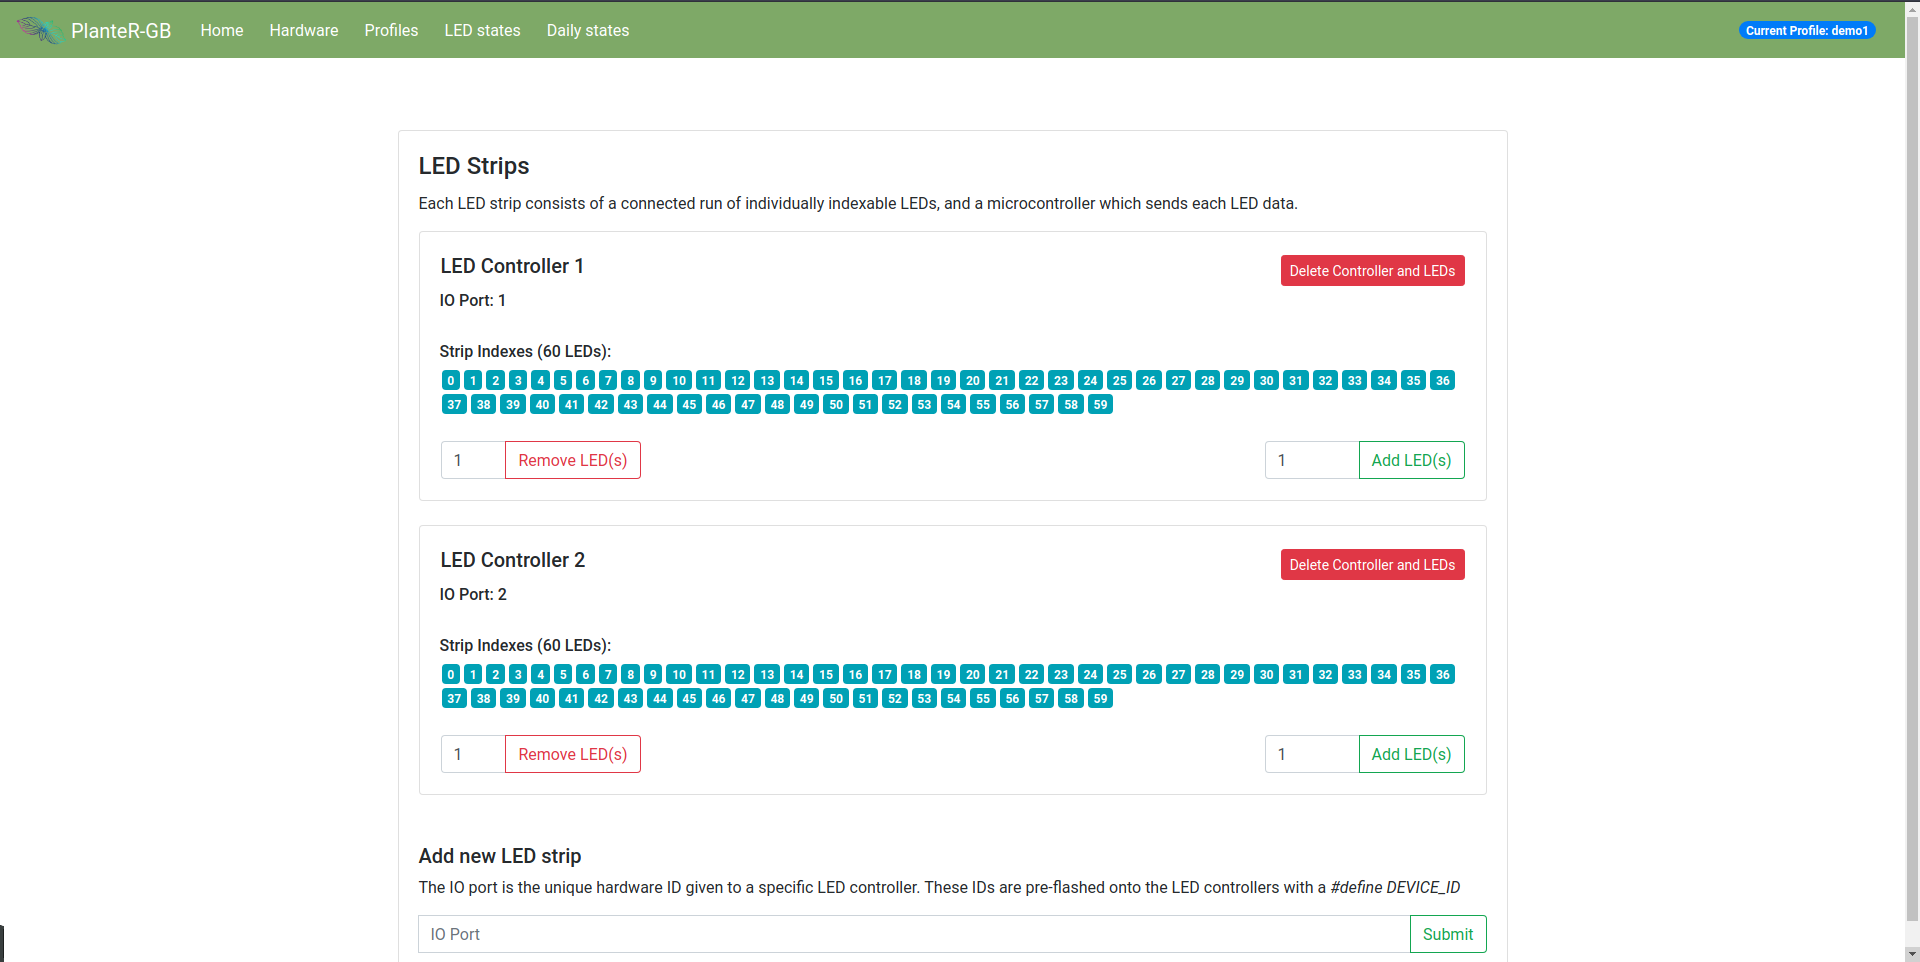 PlanteR-GB Home Hardware Profiles LED states Daily states Current Profile: demo1
LED Strips
Each LED strip consists of a connected run of individually indexable LEDs, and a microcontroller which sends each LED data.
LED Controller 1 Delete Controller and LEDs
IO Port: 1
Strip Indexes (60 LEDs):
0 1 2 3 4 5 6 7 8 9 10 11 12 13 14 15 16 17 18 19 20 21 22 23 24 25 26 27 28 29 30 31 32 33 34 35 36
37 38 39 40 41 42 43 44 45 46 47 48 49 50 51 52 53 54 55 56 57 58 59
1 Remove LED(s) 1 Add LED(s)
LED Controller 2 Delete Controller and LEDs
IO Port: 2
Strip Indexes (60 LEDs):
0 1 2 3 4 5 6 7 8 9 10 11 12 13 14 15 16 17 18 19 20 21 22 23 24 25 26 27 28 29 30 31 32 33 34 35 36
37 38 39 40 41 42 43 44 45 46 47 48 49 50 51 52 53 54 55 56 57 58 59
1 Remove LED(s) 1 Add LED(s)
Add new LED strip
The IO port is the unique hardware ID given to a specific LED controller. These IDs are pre-flashed onto the LED controllers with a #define DEVICE_ID
IO Port Submit